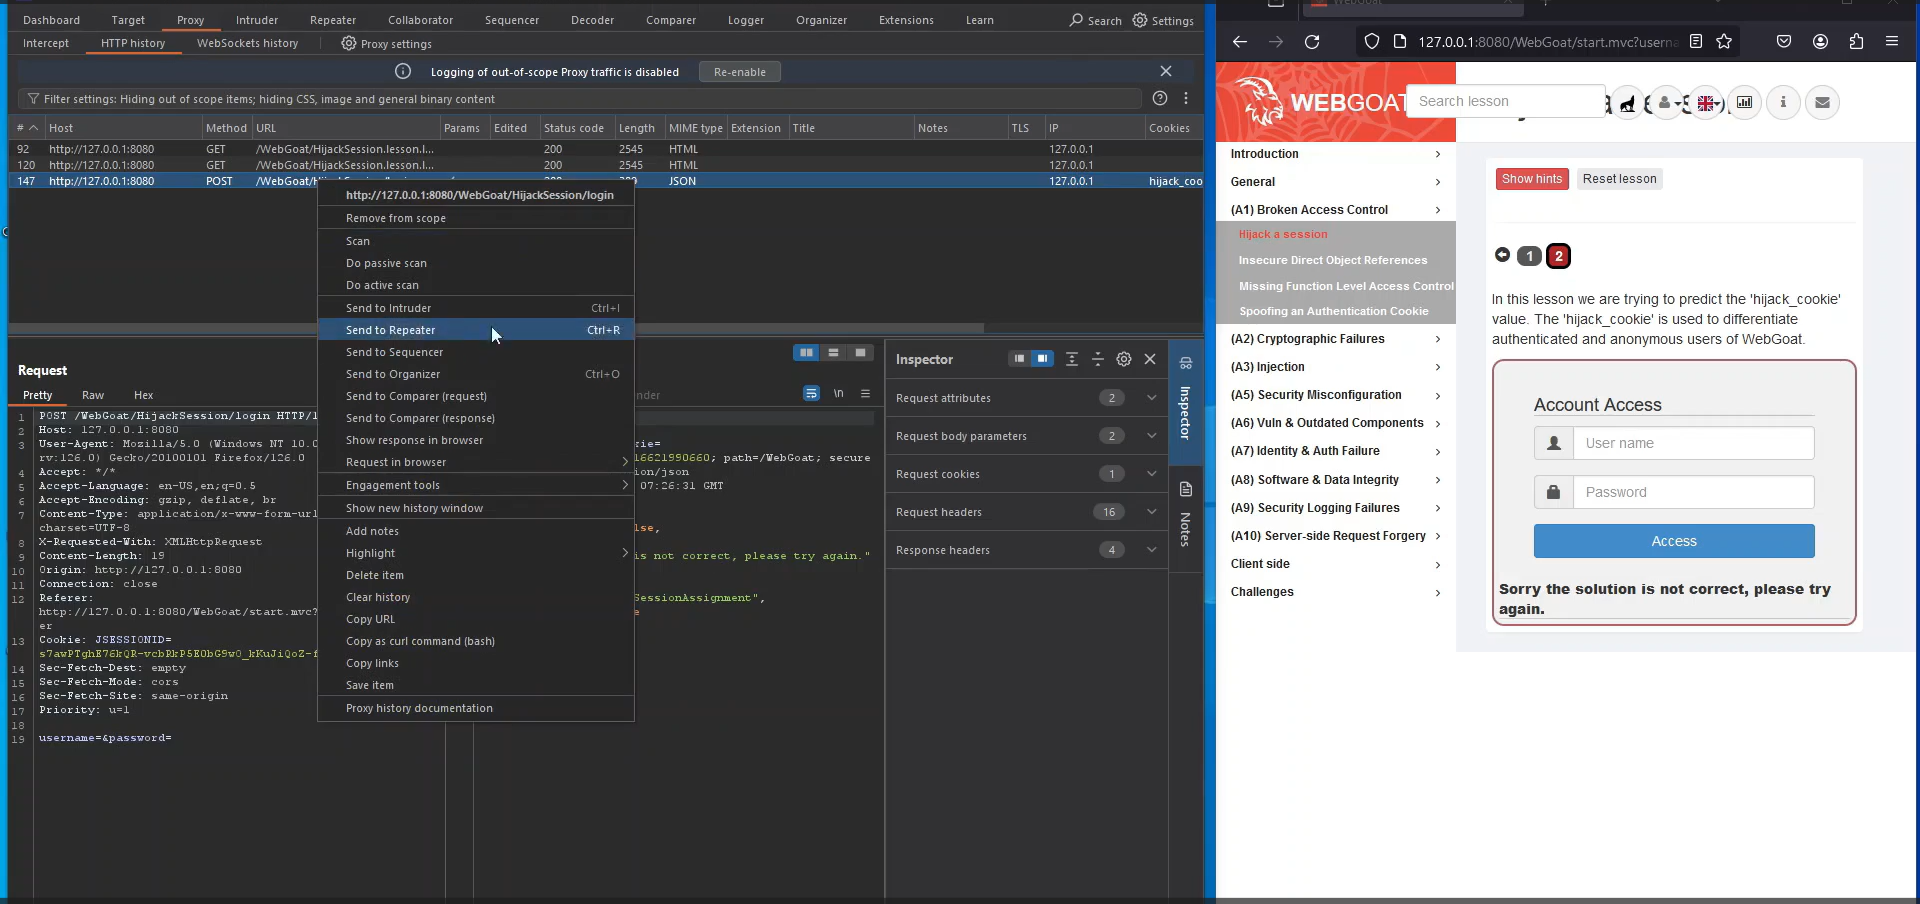 Dashboard Target Proxy Intruder Repeater Collaborator Sequencer Decoder Comparer Logger Organizer Extensions Learn Search Settings
Intercept HTTP history WebSockets history Proxy settings
Logging of out-of-scope Proxy traffic is disabled Re-enable
Filter settings: Hiding out of scope items; hiding CSS, image and general binary content
# Host Method URL Params Edited Status code Length MIME type Extension Title Notes TLS IP Cookies
92 http://127.0.0.1:8080 GET /WebGoat/HijackSession.lesson.l... 200 2545 HTML 127.0.0.1
120 http://127.0.0.1:8080 GET /WebGoat/HijackSession.lesson.l... 200 2545 HTML 127.0.0.1
147 http://127.0.0.1:8080 POST JSON 127.0.0.1 hijack_coo
http://127.0.0.1:8080/WebGoat/HijackSession/login
Remove from scope
Scan
Do passive scan
Do active scan
Send to Intruder Ctrl+I
Send to Repeater Ctrl+R
Send to Sequencer
Send to Organizer Ctrl+O
Send to Comparer (request)
Send to Comparer (response)
Show response in browser
Request in browser
Engagement tools
Show new history window
Add notes
Highlight
Delete item
Clear history
Copy URL
Copy as curl command (bash)
Copy links
Save item
Proxy history documentation
Request
Pretty Raw Hex
1 POST /WebGoat/HijackSession/login HTTP/1
2 Host: 127.0.0.1:8080
3 User-Agent: Mozilla/5.0 (Windows NT 10.0
rv:126.0) Gecko/20100101 Firefox/126.0
4 Accept: */*
5 Accept-Language: en-US,en;q=0.5
6 Accept-Encoding: gzip, deflate, br
7 Content-Type: application/x-www-form-url
charset=UTF-8
8 X-Requested-With: XMLHttpRequest
9 Content-Length: 19
10 Origin: http://127.0.0.1:8080
11 Connection: close
12 Referer:
http://127.0.0.1:8080/WebGoat/start.mvc?
er
13 Cookie: JSESSIONID=
14 Sec-Fetch-Dest: empty
15 Sec-Fetch-Mode: cors
16 Sec-Fetch-Site: same-origin
17 Priority: u=1
18
19 username=&password=
nder \n
rie=
16621990660; path=/WebGoat; secure
ion/json
07:26:31 GMT
lse,
is not correct, please try again."
SessionAssignment",
e
Inspector
Request attributes 2
Request body parameters 2
Request cookies 1
Request headers 16
Response headers 4
Inspector
Notes
WebGoat
127.0.0.1:8080/WebGoat/start.mvc?userna
WEBGOAT Search lesson
Introduction
General
(A1) Broken Access Control
Hijack a session
Insecure Direct Object References
Missing Function Level Access Control
Spoofing an Authentication Cookie
(A2) Cryptographic Failures
(A3) Injection
(A5) Security Misconfiguration
(A6) Vuln & Outdated Components
(A7) Identity & Auth Failure
(A8) Software & Data Integrity
(A9) Security Logging Failures
(A10) Server-side Request Forgery
Client side
Challenges
Show hints Reset lesson
1 2
In this lesson we are trying to predict the 'hijack_cookie'
value. The 'hijack_cookie' is used to differentiate
authenticated and anonymous users of WebGoat.
Account Access
User name
Password
Access
Sorry the solution is not correct, please try
again.